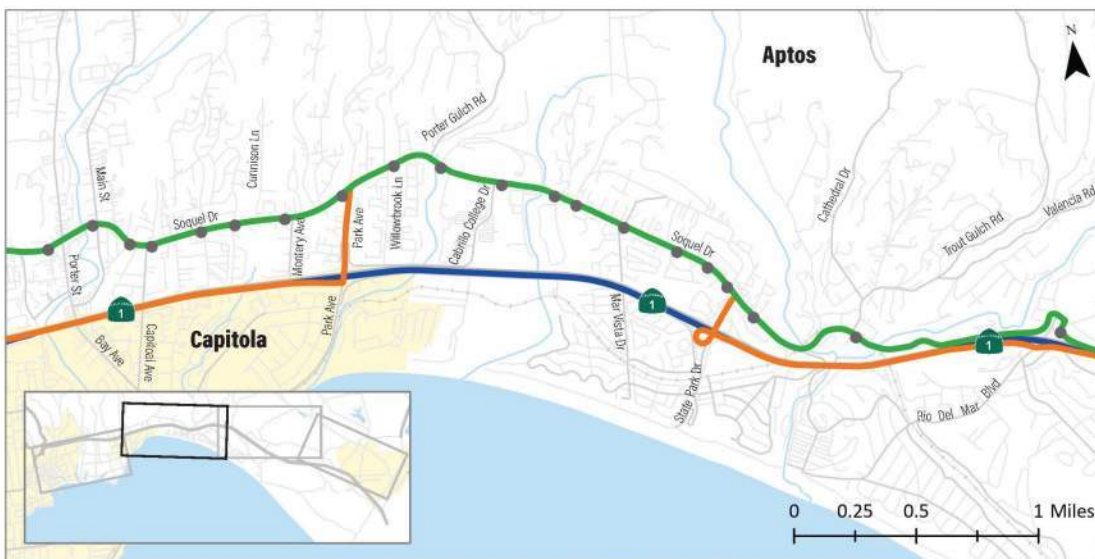 N
Aptos
Porter Gulch Rd
Main St
Cunnison Ln
Cathedral Dr
Valencia Rd
Soquel Dr
Park Ave
Willowbrook Ln
Cabrillo College Dr
Trout Gulch Rd
Montery Ave
Soquel Dr
Porter St
1
1
1
Mar Vista Dr
Park Ave
Capitola
Capitoal Ave
Bay Ave
State Park Dr
Rio Del Mar Blvd
0 0.25 0.5 1 Miles